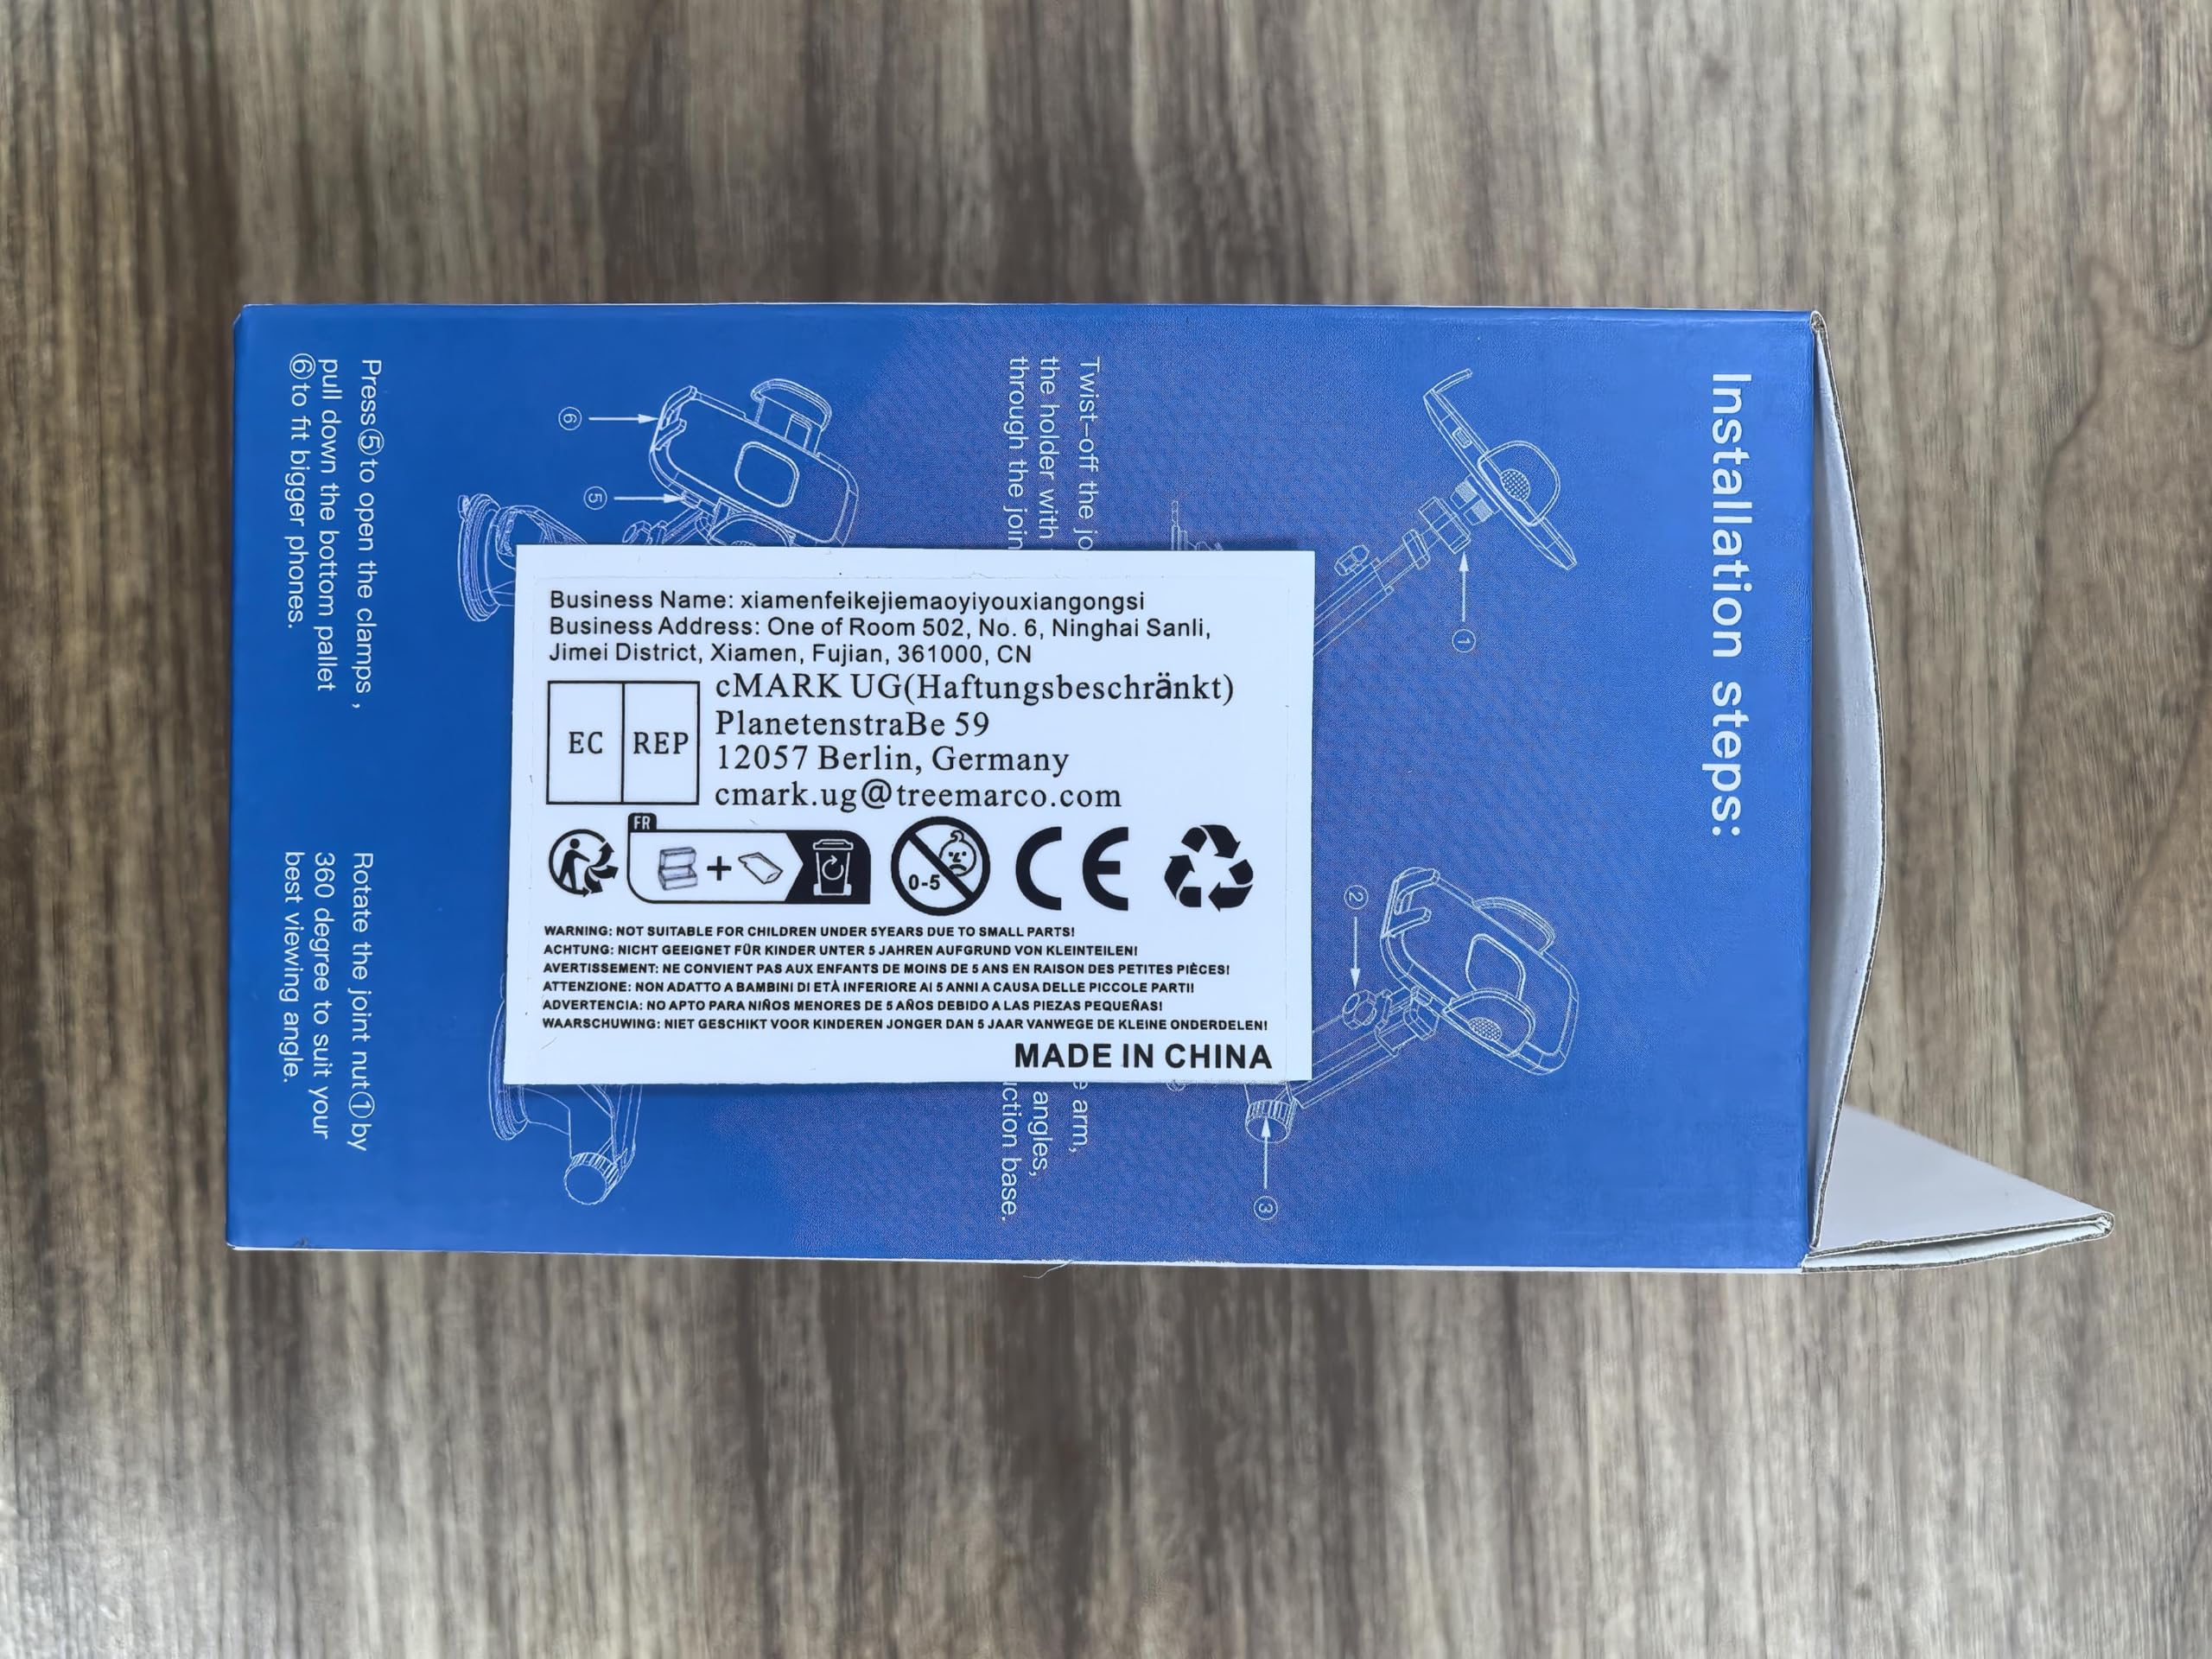 Installation steps:
①
②
③
Twist-off the jo
the holder with
through the join
e arm,
angles,
ction base.
⑥
⑤
Press⑤to open the clamps ,
pull down the bottom pallet
⑥to fit bigger phones.
Rotate the joint nut①by
360 degree to suit your
best viewing angle.
Business Name: xiamenfeikejiemaoyiyouxiangongsi
Business Address: One of Room 502, No. 6, Ninghai Sanli,
Jimei District, Xiamen, Fujian, 361000, CN
EC REP
cMARK UG(Haftungsbeschränkt)
PlanetenstraBe 59
12057 Berlin, Germany
cmark.ug@treemarco.com
FR
0-5
CE
WARNING: NOT SUITABLE FOR CHILDREN UNDER 5YEARS DUE TO SMALL PARTS!
ACHTUNG: NICHT GEEIGNET FÜR KINDER UNTER 5 JAHREN AUFGRUND VON KLEINTEILEN!
AVERTISSEMENT: NE CONVIENT PAS AUX ENFANTS DE MOINS DE 5 ANS EN RAISON DES PETITES PIÈCES!
ATTENZIONE: NON ADATTO A BAMBINI DI ETÀ INFERIORE AI 5 ANNI A CAUSA DELLE PICCOLE PARTI!
ADVERTENCIA: NO APTO PARA NIÑOS MENORES DE 5 AÑOS DEBIDO A LAS PIEZAS PEQUEÑAS!
WAARSCHUWING: NIET GESCHIKT VOOR KINDEREN JONGER DAN 5 JAAR VANWEGE DE KLEINE ONDERDELEN!
MADE IN CHINA